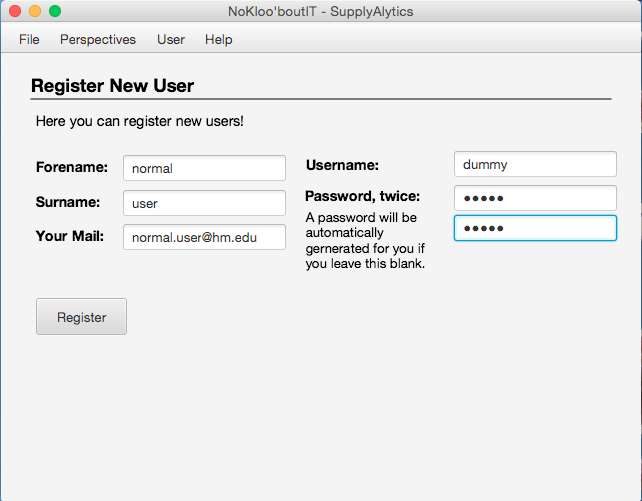 NoKloo'boutIT - SupplyAlytics
File Perspectives User Help
Register New User
Here you can register new users!
Forename: normal
Surname: user
Your Mail: normal.user@hm.edu
Username: dummy
Password, twice: •••••
•••••
A password will be
automatically
gernerated for you if
you leave this blank.
Register